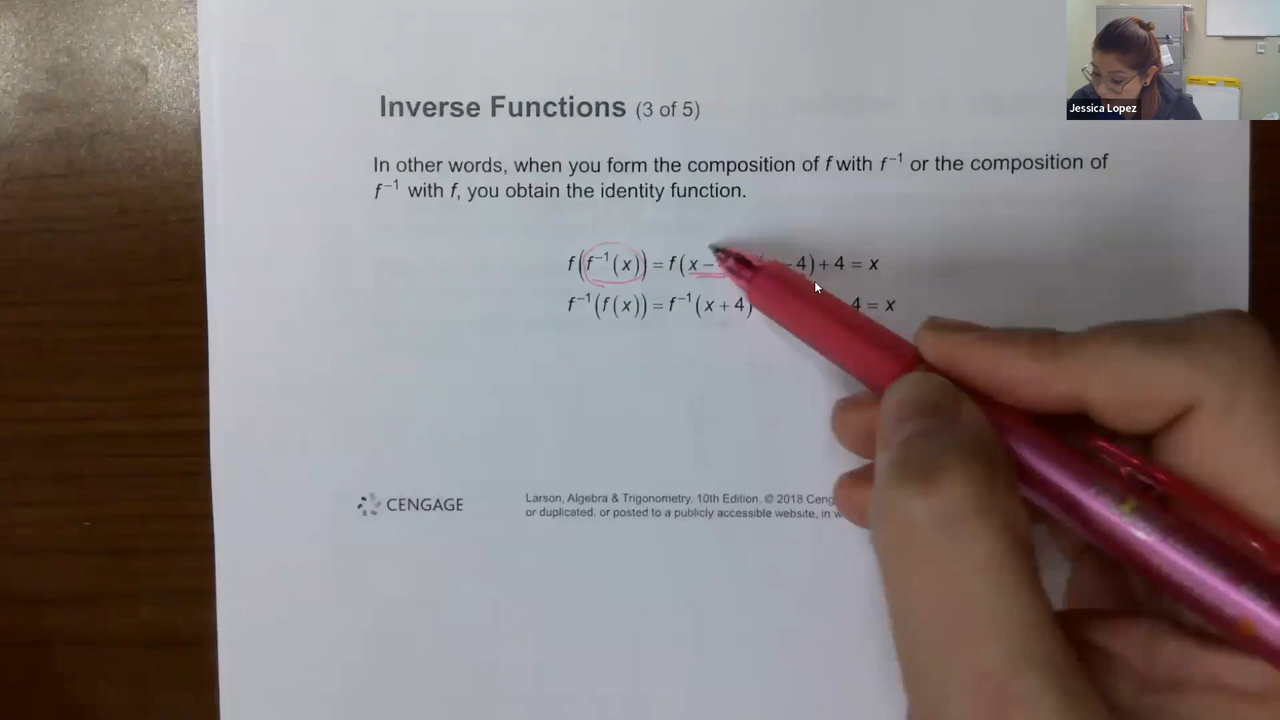 Jessica Lopez
Inverse Functions (3 of 5)
In other words, when you form the composition of f with f⁻¹ or the composition of
f⁻¹ with f, you obtain the identity function.
f(f⁻¹(x)) = f(x − 4) + 4 = x
f⁻¹(f(x)) = f⁻¹(x + 4) 4 = x
CENGAGE
Larson, Algebra & Trigonometry, 10th Edition. © 2018
or duplicated, or posted to a publicly accessible website, in